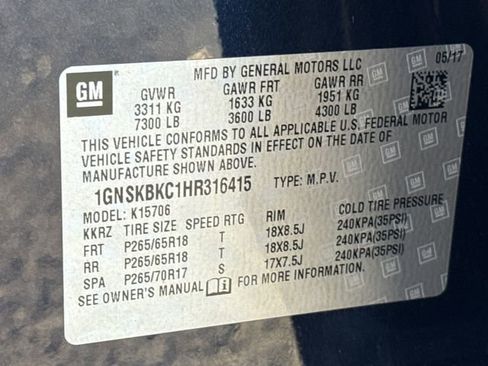 GM
MFD BY GENERAL MOTORS LLC
05/17
GVWR GAWR FRT GAWR RR
3311 KG 1633 KG 1951 KG
7300 LB 3600 LB 4300 LB
THIS VEHICLE CONFORMS TO ALL APPLICABLE U.S. FEDERAL MOTOR
VEHICLE SAFETY STANDARDS IN EFFECT ON THE DATE OF
MANUFACTURE SHOWN ABOVE.
1GNSKBKC1HR316415 TYPE: M.P.V.
MODEL: K15706
KKRZ TIRE SIZE SPEED RTG RIM COLD TIRE PRESSURE
FRT P265/65R18 T 18X8.5J 240KPA(35PSI)
RR P265/65R18 T 18X8.5J 240KPA(35PSI)
SPA P265/70R17 S 17X7.5J 240KPA(35PSI)
SEE OWNER'S MANUAL FOR MORE INFORMATION.